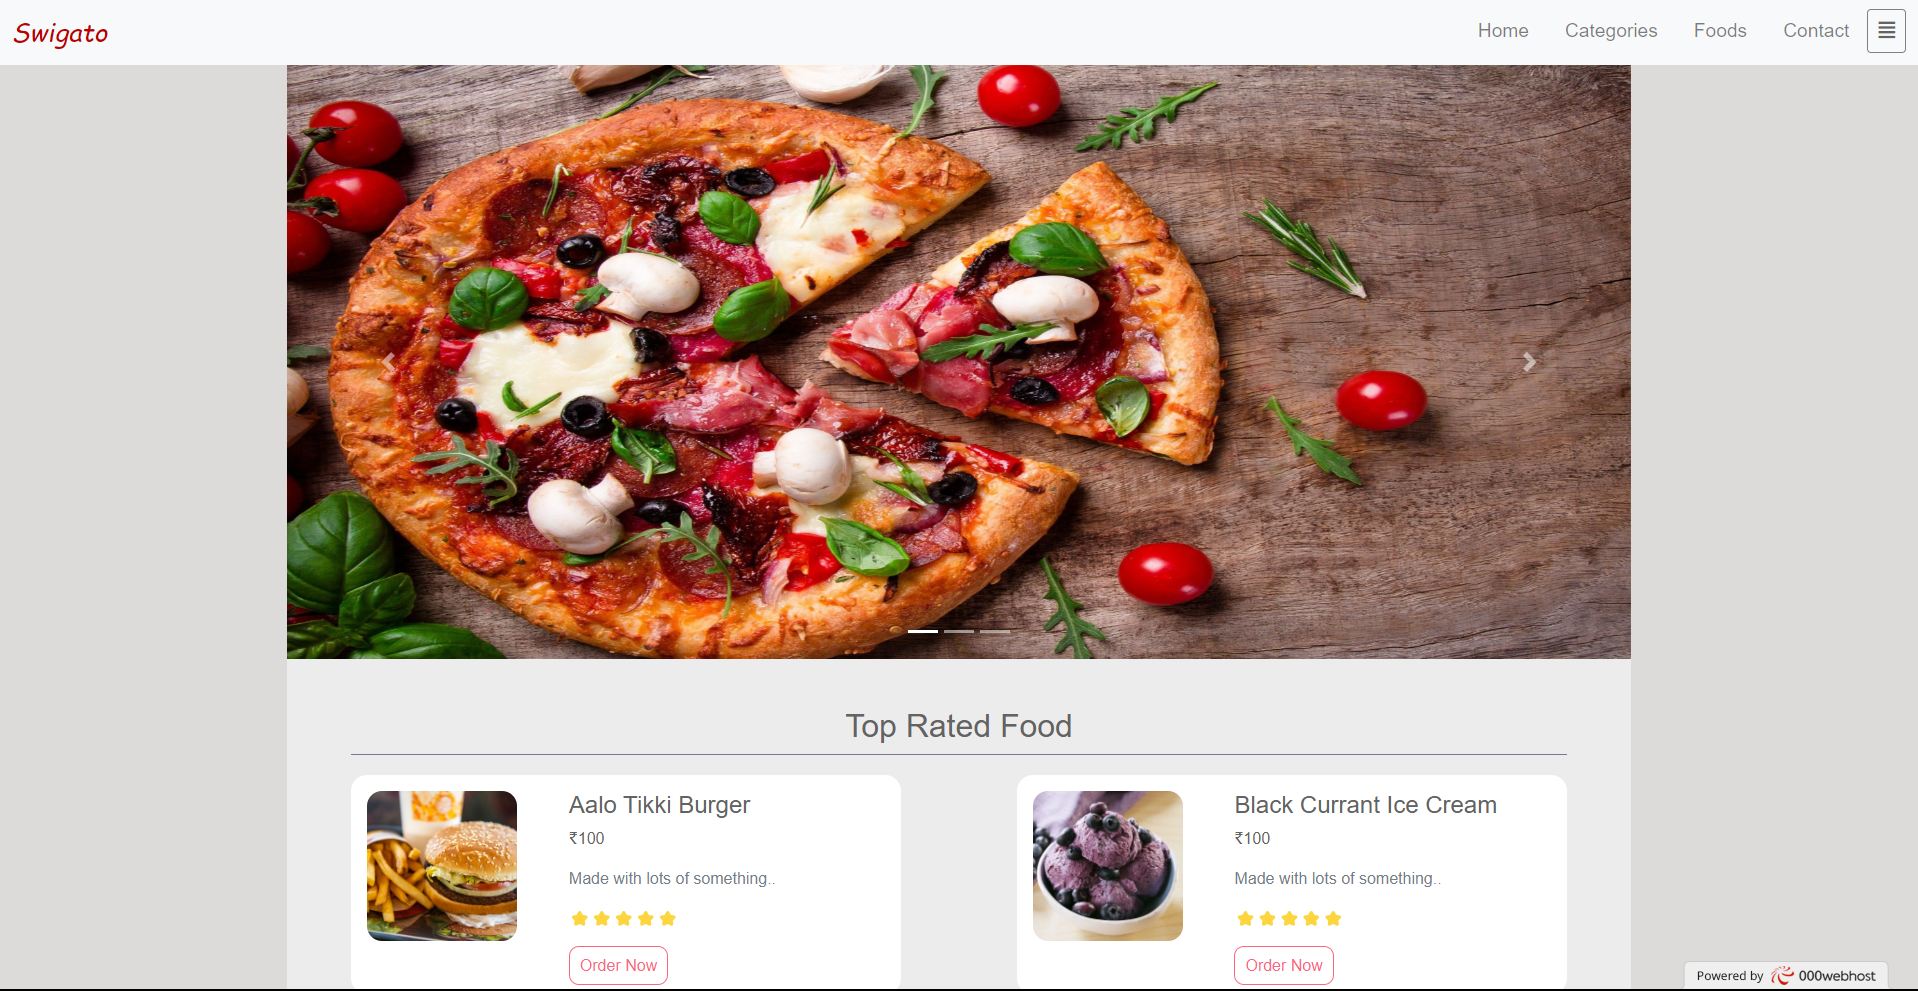 Swigato
Home Categories Foods Contact
Top Rated Food
Aalo Tikki Burger
₹100
Made with lots of something..
Order Now
Black Currant Ice Cream
₹100
Made with lots of something..
Order Now
Powered by 000webhost